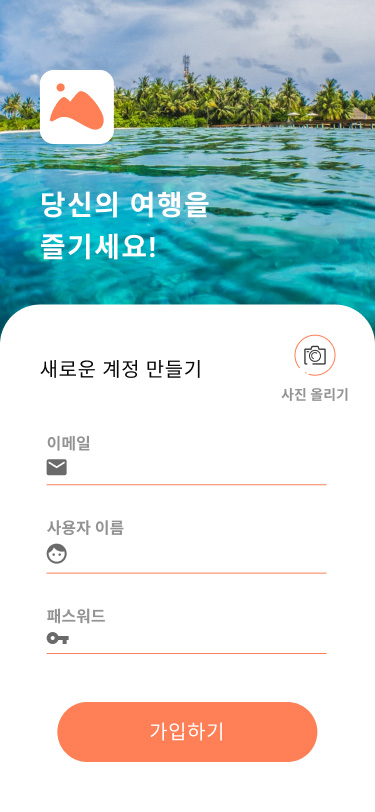 당신의 여행을
즐기세요!
새로운 계정 만들기
사진 올리기
이메일
사용자 이름
패스워드
가입하기